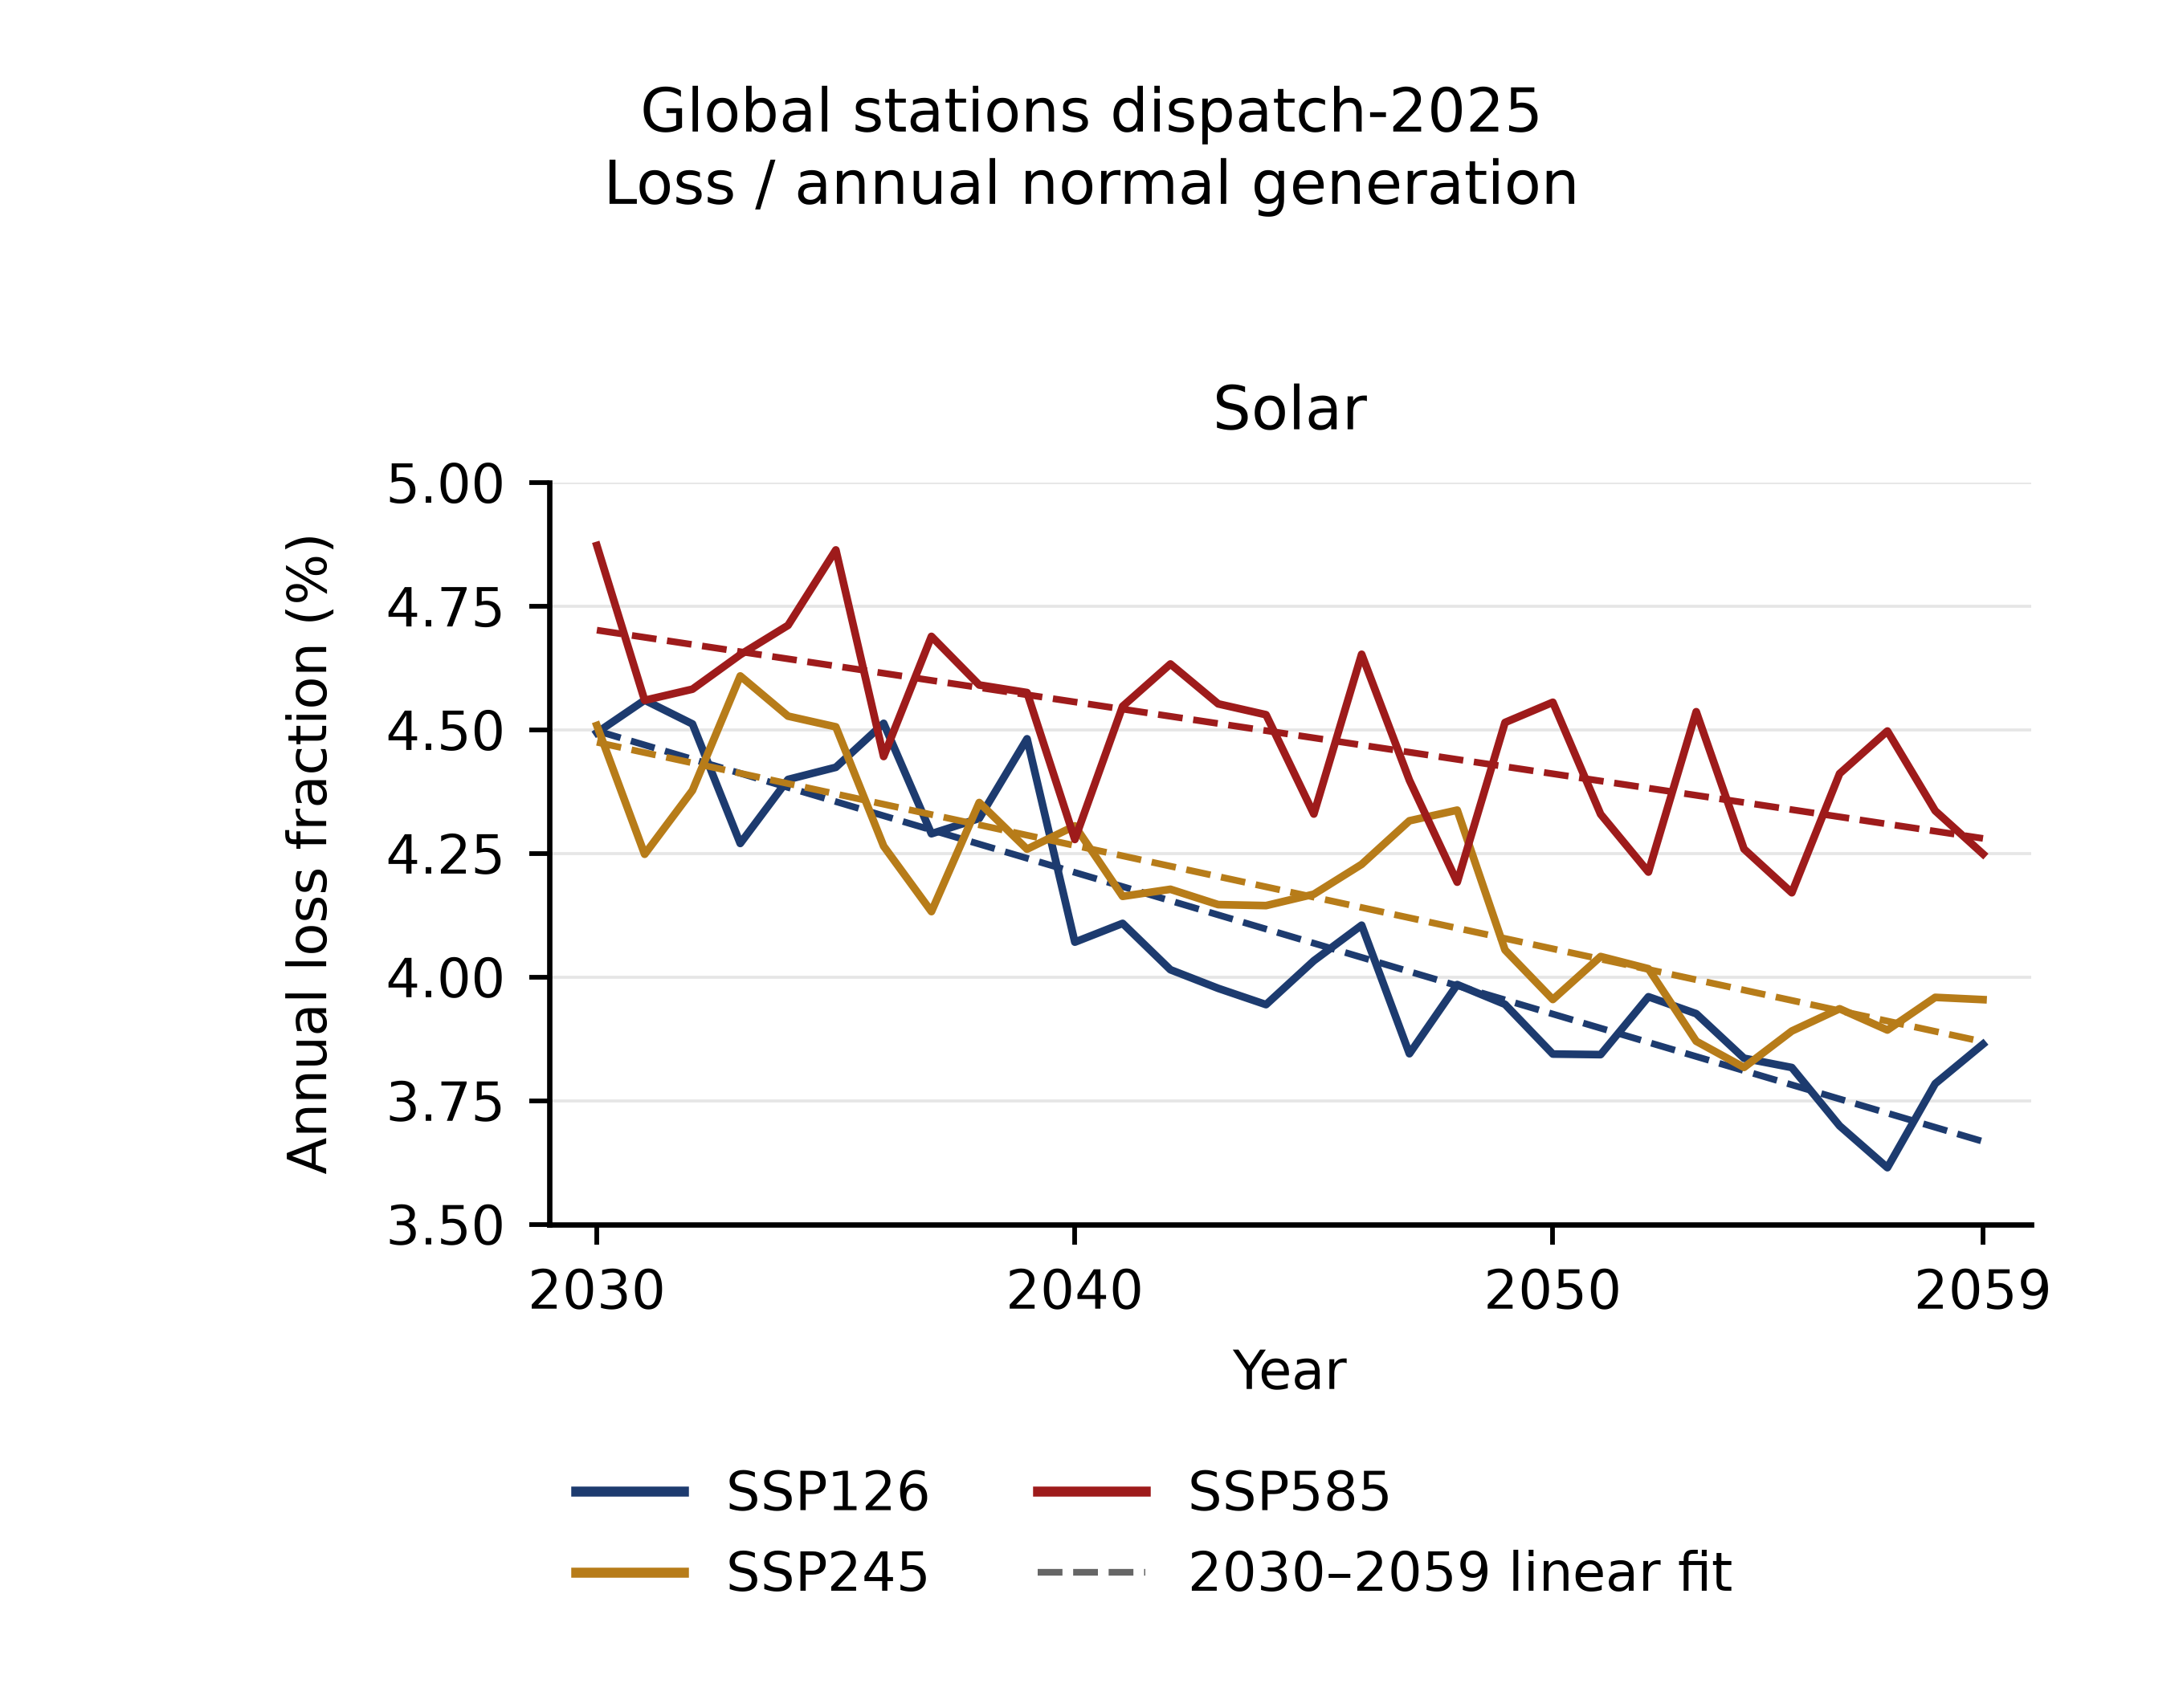 Global stations dispatch-2025
Loss / annual normal generation
Solar
Annual loss fraction (%)
5.00
4.75
4.50
4.25
4.00
3.75
3.50
2030 2040 2050 2059
Year
SSP126 SSP585
SSP245 2030–2059 linear fit